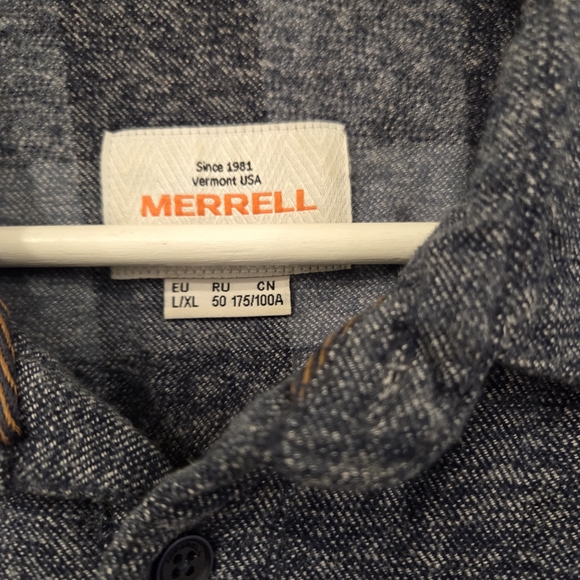 Since 1981
Vermont USA
MERRELL
EU RU CN
L/XL 50 175/100A